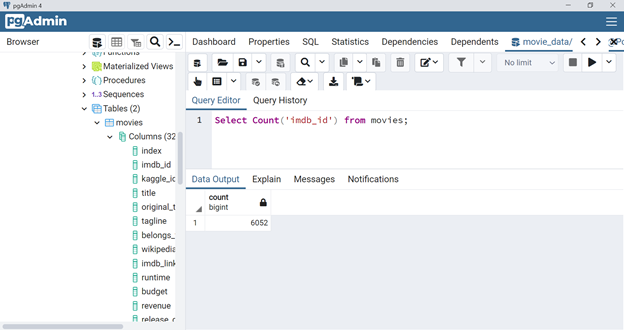 pgAdmin 4
pgAdmin
Browser
Dashboard Properties SQL Statistics Dependencies Dependents movie_data/
Functions
Materialized Views
Procedures
1..3 Sequences
Tables (2)
movies
Columns (32
index
imdb_id
kaggle_id
title
original_t
tagline
belongs_
wikipedia
imdb_link
runtime
budget
revenue
release_d
No limit
Query Editor Query History
1 Select Count('imdb_id') from movies;
Data Output Explain Messages Notifications
count
bigint
1 6052